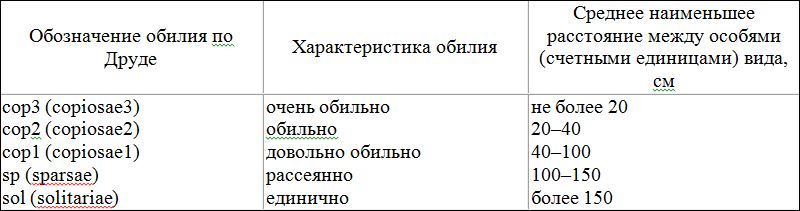 Обозначение обилия по
Друде
Характеристика обилия
Среднее наименьшее
расстояние между особями
(счетными единицами) вида,
см
cop3 (copiosae3)
очень обильно
не более 20
cop2 (copiosae2)
обильно
20–40
cop1 (copiosae1)
довольно обильно
40–100
sp (sparsae)
рассеянно
100–150
sol (solitariae)
единично
более 150